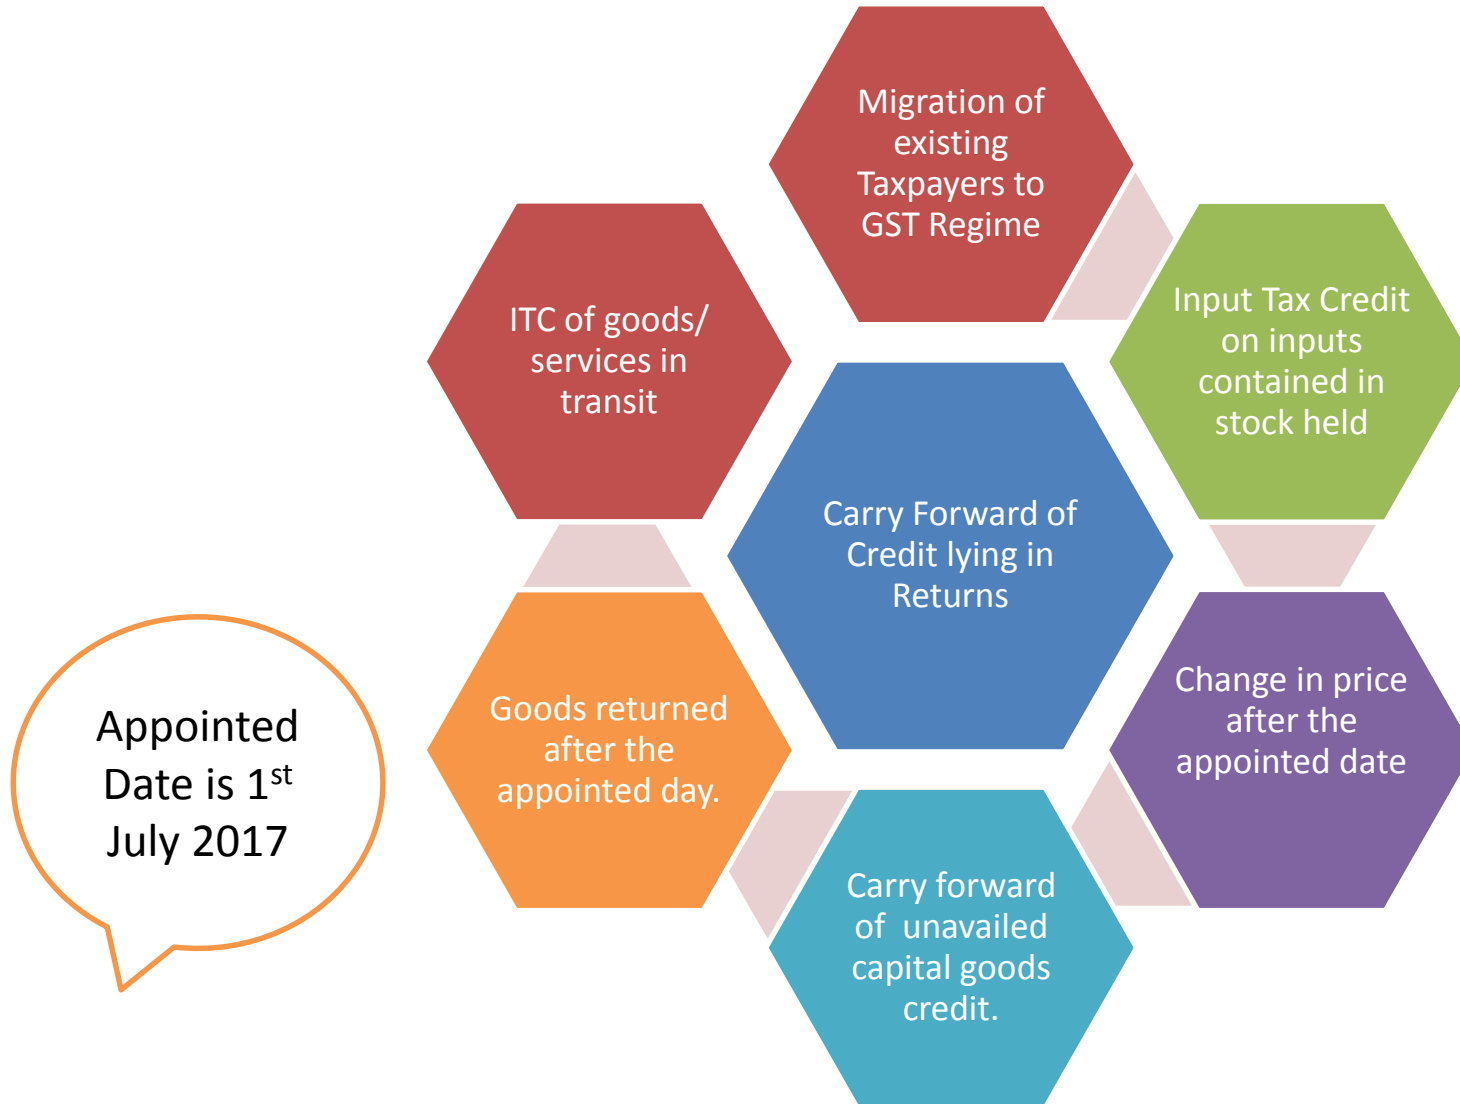 Migration of
existing
Taxpayers to
GST Regime
ITC of goods/
services in
transit
Input Tax Credit
on inputs
contained in
stock held
Carry Forward of
Credit lying in
Returns
Appointed
Date is 1st
July 2017
Goods returned
after the
appointed day.
Change in price
after the
appointed date
Carry forward
of  unavailed
capital goods
credit.